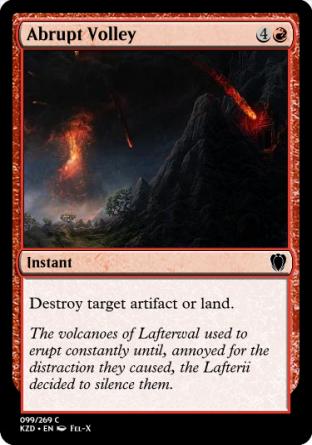 Abrupt Volley 4
Instant
Destroy target artifact or land.
The volcanoes of Lafterwal used to
erupt constantly until, annoyed for the
distraction they caused, the Lafterii
decided to silence them.
099/269 C
KZD • EN Fel-X